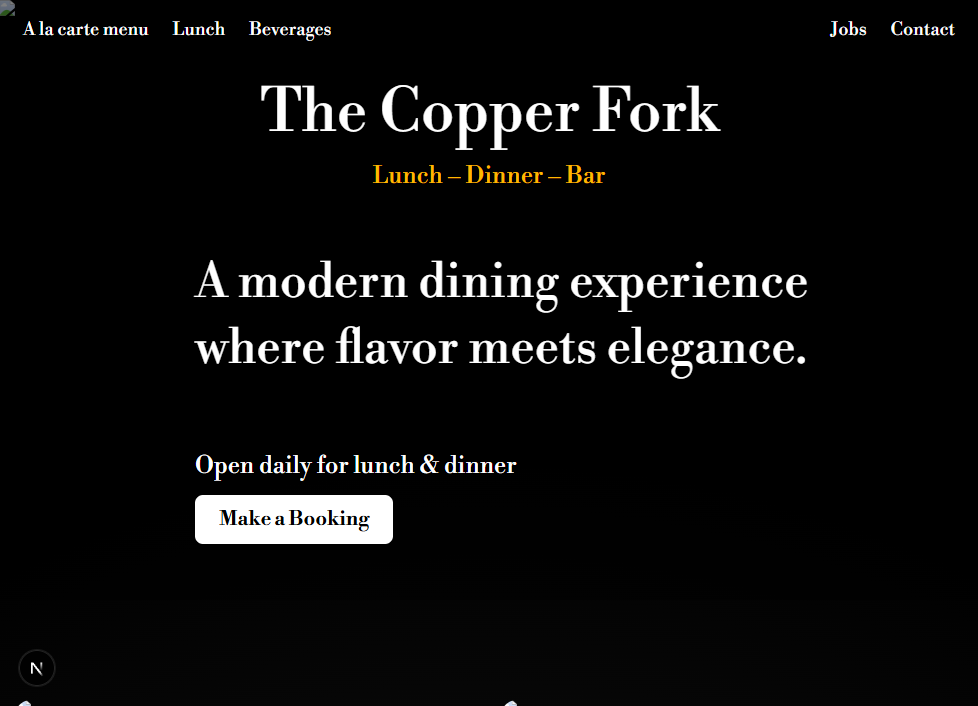 A la carte menu Lunch Beverages Jobs Contact
The Copper Fork
Lunch – Dinner – Bar
A modern dining experience
where flavor meets elegance.
Open daily for lunch & dinner
Make a Booking
N